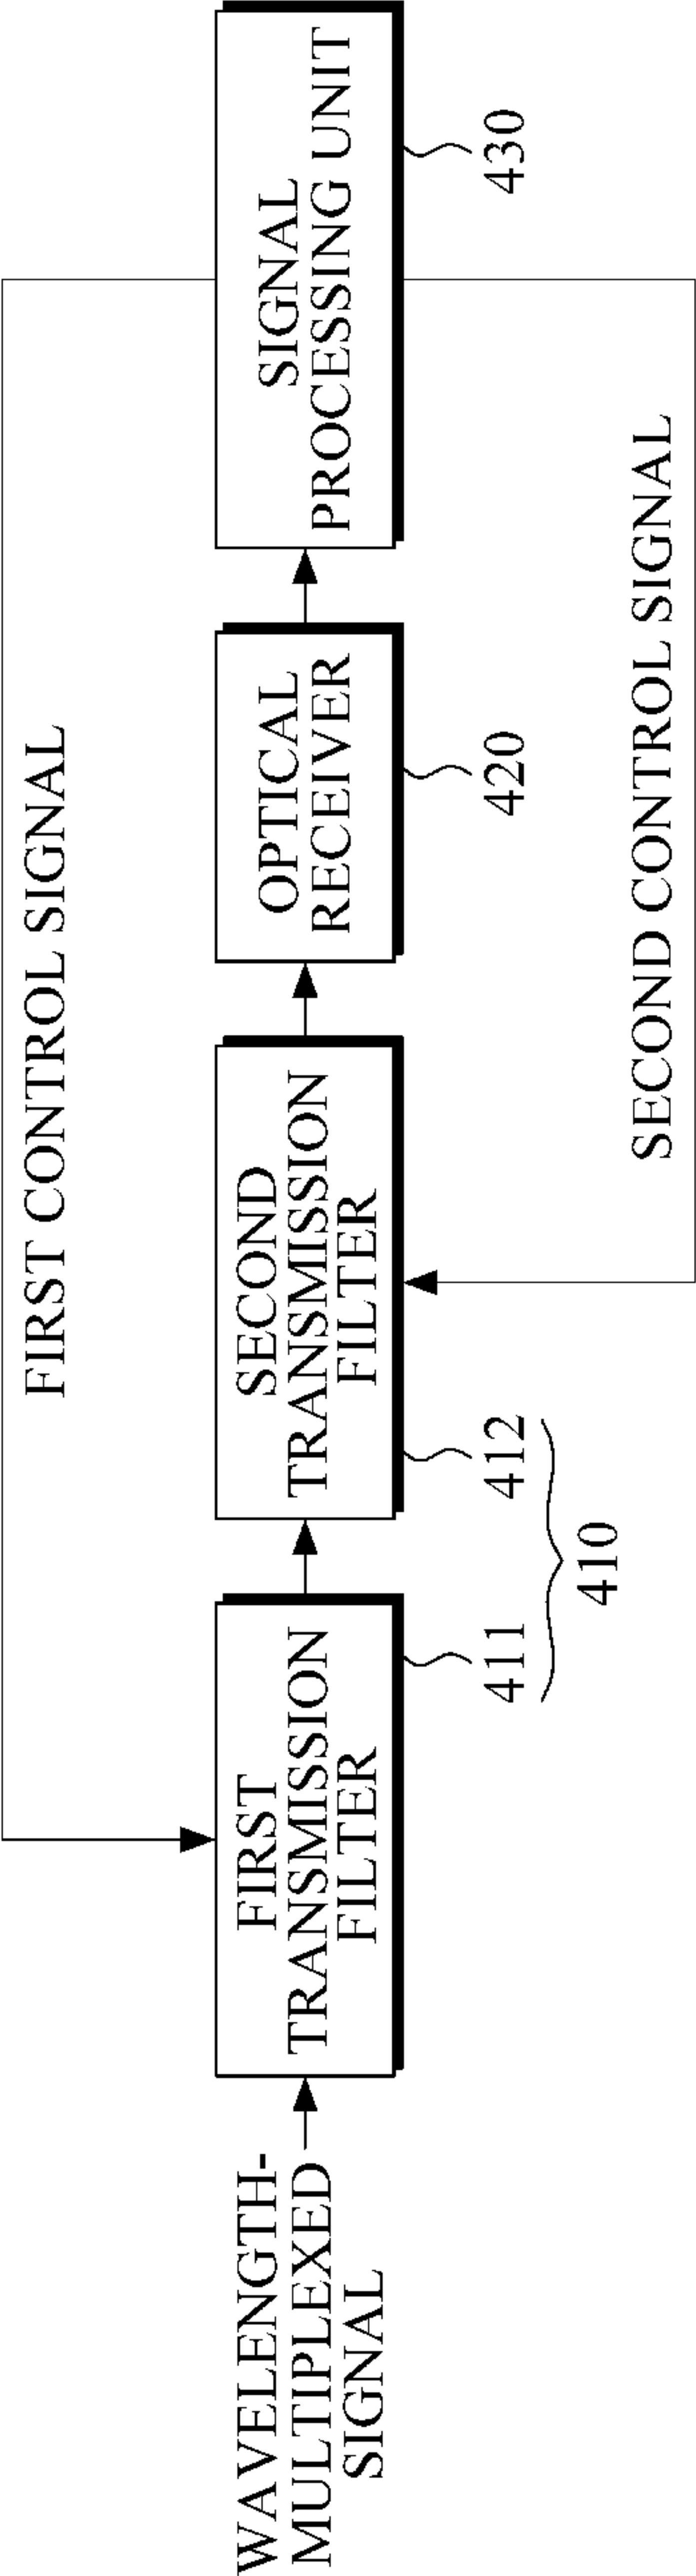 FIRST CONTROL SIGNAL
WAVELENGTH-
MULTIPLEXED
SIGNAL
FIRST
TRANSMISSION
FILTER
SECOND
TRANSMISSION
FILTER
OPTICAL
RECEIVER
SIGNAL
PROCESSING UNIT
411
412
420
430
410
SECOND CONTROL SIGNAL